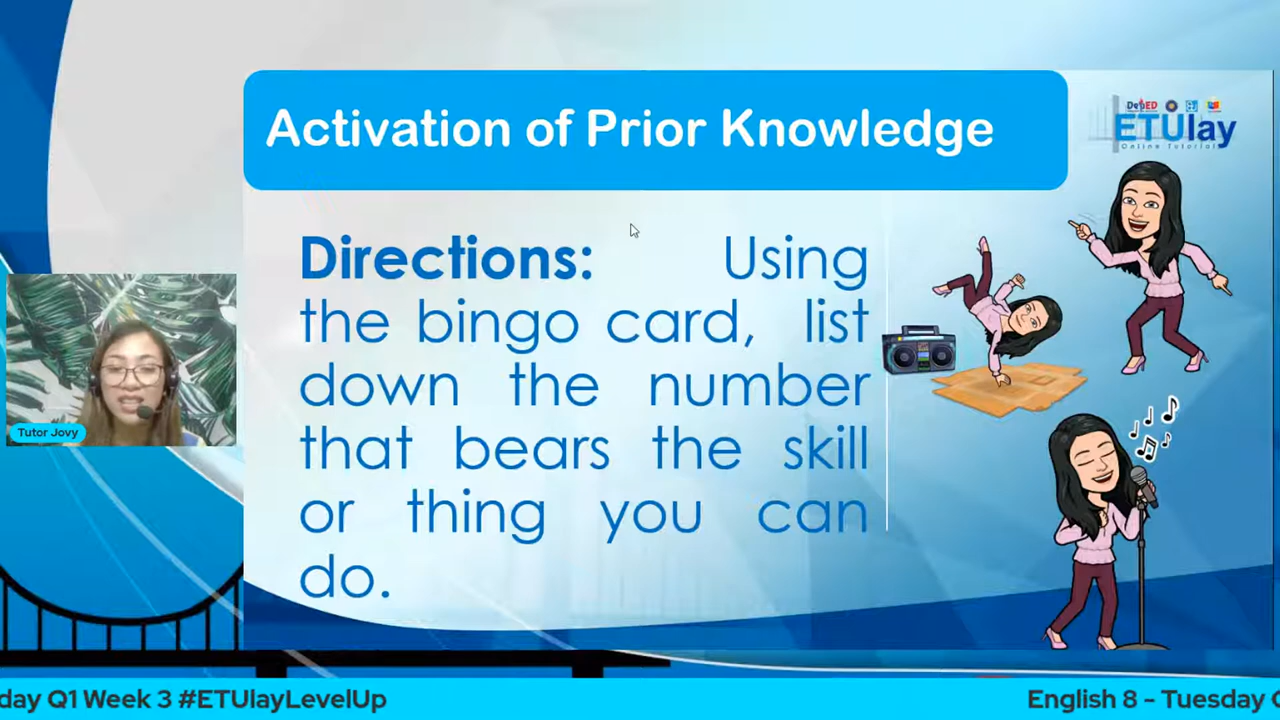 Activation of Prior Knowledge
DepED
ETUlay
Online Tutorial
Directions: Using
the bingo card, list
down the number
that bears the skill
or thing you can
do.
Tutor Jovy
day Q1 Week 3 #ETUlayLevelUp
English 8 - Tuesday